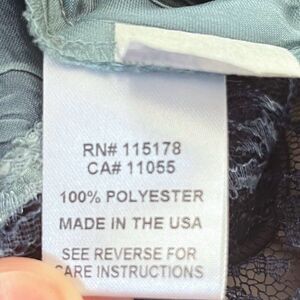 RN# 115178
CA# 11055
100% POLYESTER
MADE IN THE USA
SEE REVERSE FOR
CARE INSTRUCTIONS